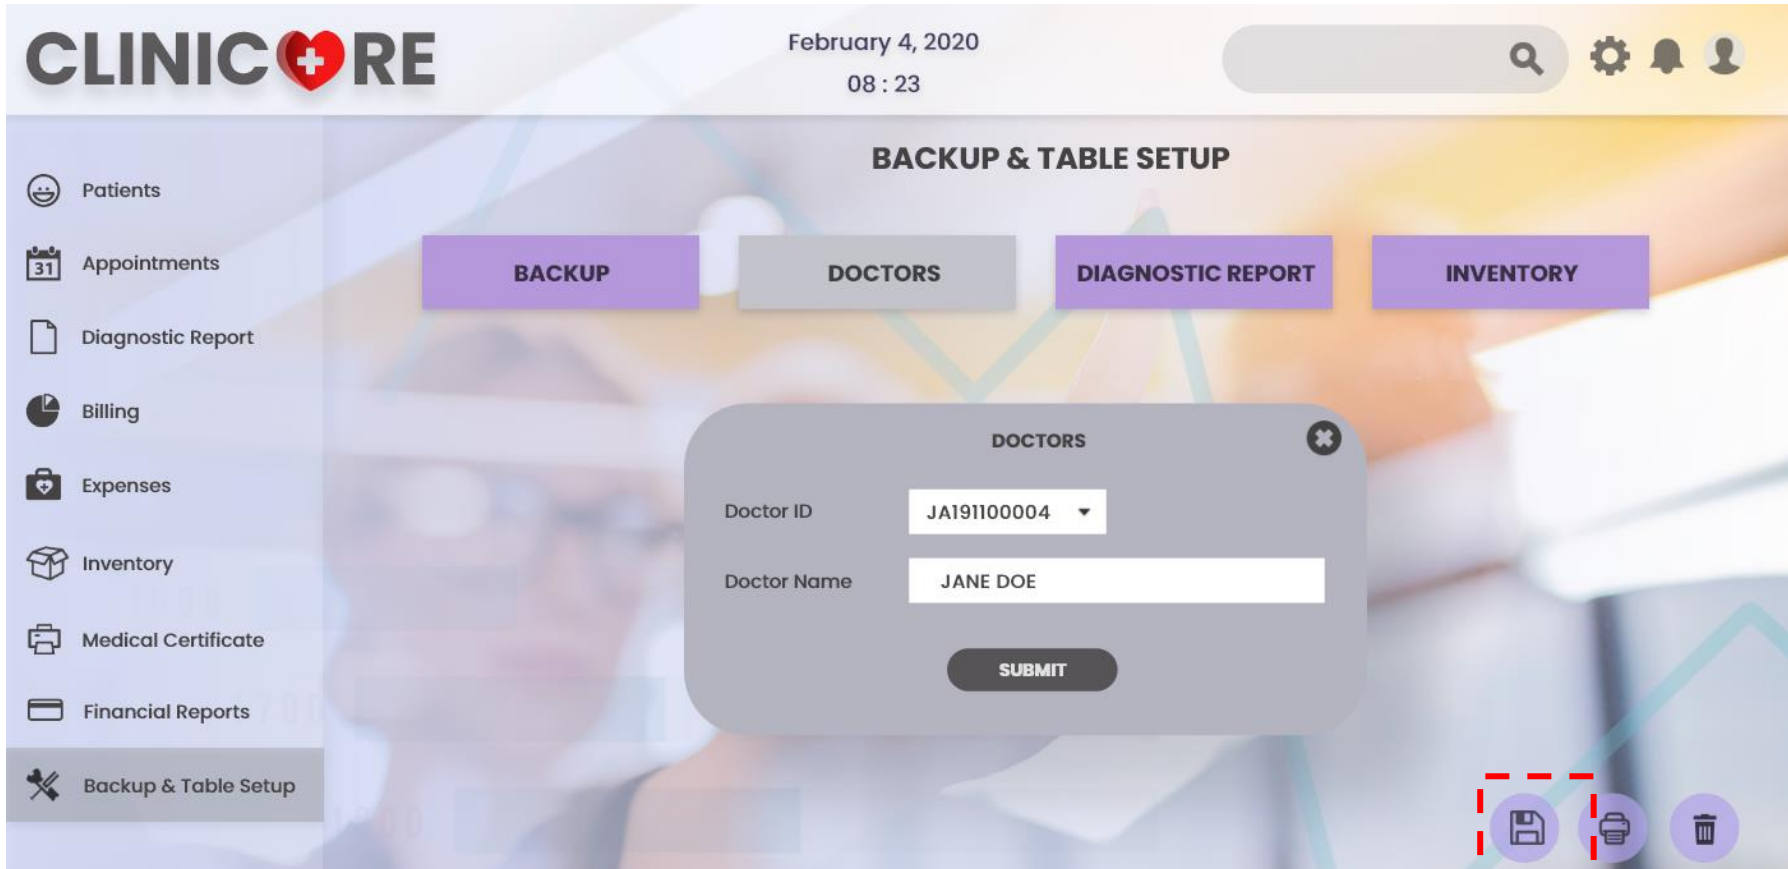 CLINICORE
February 4, 2020
08 : 23
BACKUP & TABLE SETUP
Patients
31
Appointments
Diagnostic Report
Billing
Expenses
Inventory
Medical Certificate
Financial Reports
Backup & Table Setup
BACKUP
DOCTORS
DIAGNOSTIC REPORT
INVENTORY
DOCTORS
Doctor ID
JA191100004
Doctor Name
JANE DOE
SUBMIT